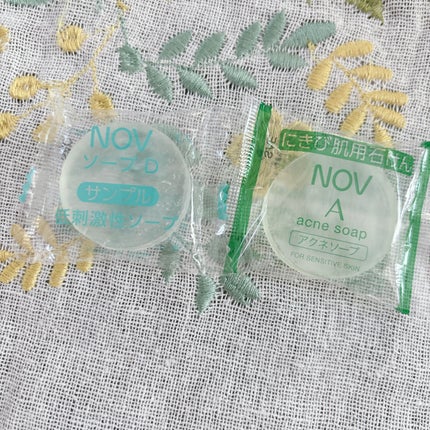 NOV
ソープ-D
サンプル
低刺激性ソープ
にきび肌用石けん
NOV
A
acne soap
アクネソープ
FOR SENSITIVE SKIN